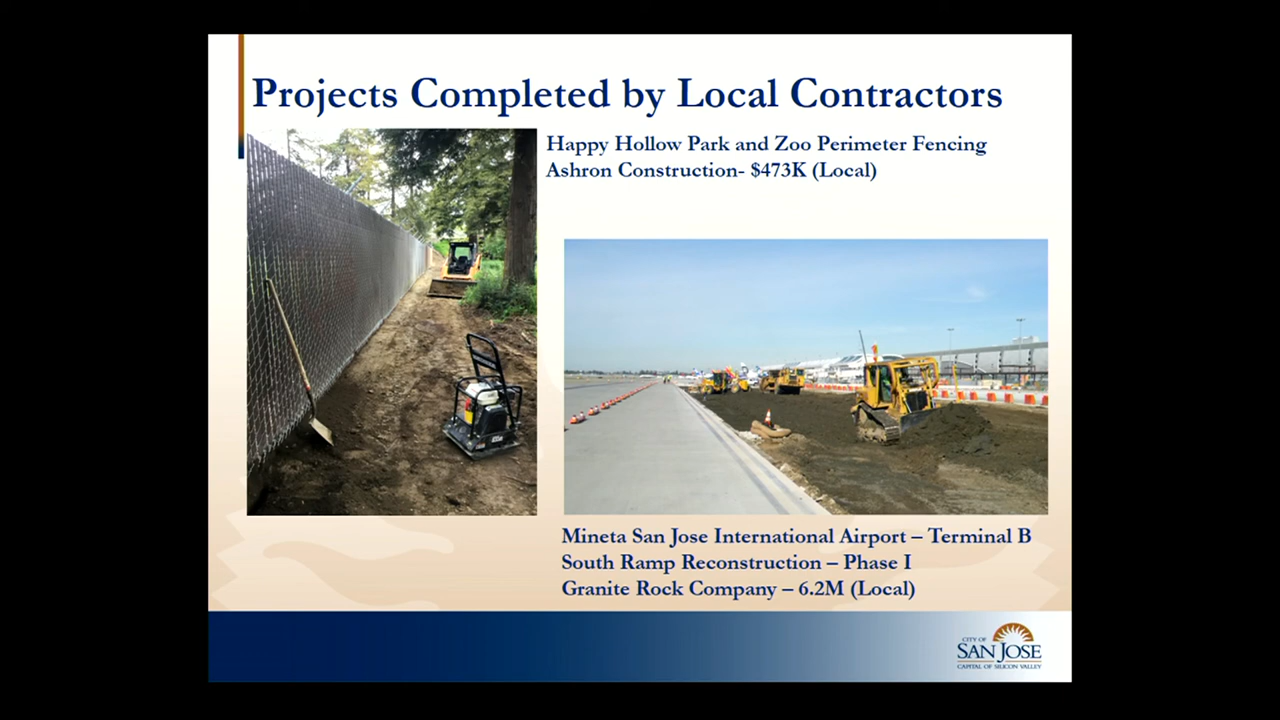 Projects Completed by Local Contractors
Happy Hollow Park and Zoo Perimeter Fencing
Ashron Construction- $473K (Local)
Mineta San Jose International Airport – Terminal B
South Ramp Reconstruction – Phase I
Granite Rock Company – 6.2M (Local)
CITY OF
SAN JOSE
CAPITAL OF SILICON VALLEY